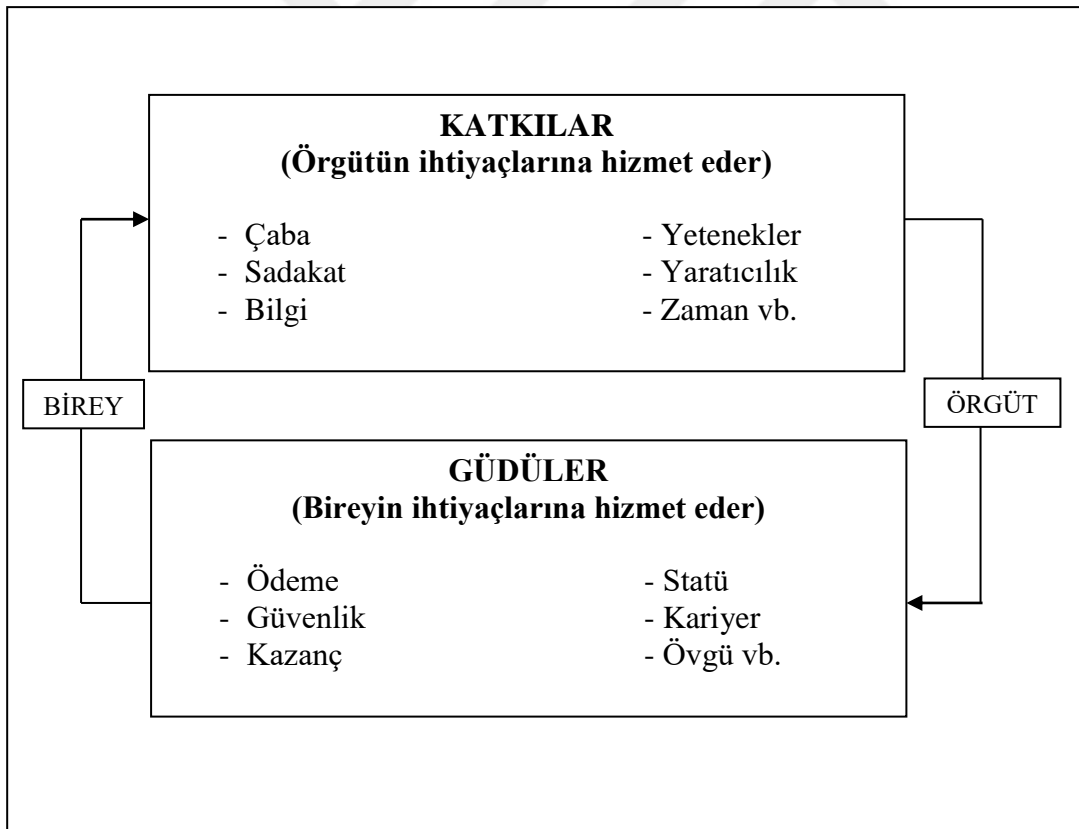 KATKILAR
(Örgütün ihtiyaçlarına hizmet eder)
- Çaba - Yetenekler
- Sadakat - Yaratıcılık
- Bilgi - Zaman vb.
BİREY
ÖRGÜT
GÜDÜLER
(Bireyin ihtiyaçlarına hizmet eder)
- Ödeme - Statü
- Güvenlik - Kariyer
- Kazanç - Övgü vb.